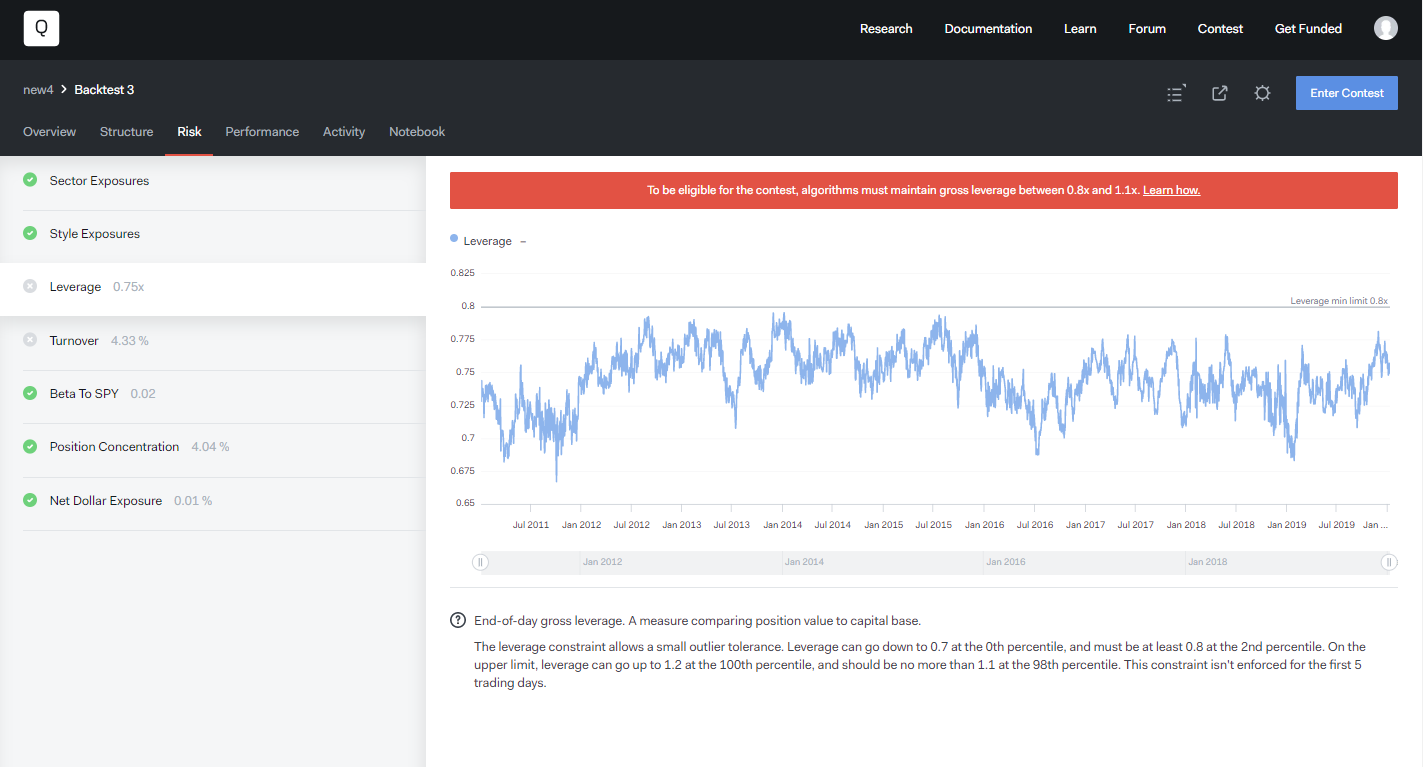 Q
Research Documentation Learn Forum Contest Get Funded
new4 > Backtest 3
Enter Contest
Overview Structure Risk Performance Activity Notebook
Sector Exposures
Style Exposures
Leverage 0.75x
Turnover 4.33 %
Beta To SPY 0.02
Position Concentration 4.04 %
Net Dollar Exposure 0.01 %
To be eligible for the contest, algorithms must maintain gross leverage between 0.8x and 1.1x. Learn how.
Leverage –
0.825
0.8
Leverage min limit 0.8x
0.775
0.75
0.725
0.7
0.675
0.65
Jul 2011 Jan 2012 Jul 2012 Jan 2013 Jul 2013 Jan 2014 Jul 2014 Jan 2015 Jul 2015 Jan 2016 Jul 2016 Jan 2017 Jul 2017 Jan 2018 Jul 2018 Jan 2019 Jul 2019 Jan ...
Jan 2012 Jan 2014 Jan 2016 Jan 2018
? End-of-day gross leverage. A measure comparing position value to capital base.
The leverage constraint allows a small outlier tolerance. Leverage can go down to 0.7 at the 0th percentile, and must be at least 0.8 at the 2nd percentile. On the
upper limit, leverage can go up to 1.2 at the 100th percentile, and should be no more than 1.1 at the 98th percentile. This constraint isn't enforced for the first 5
trading days.